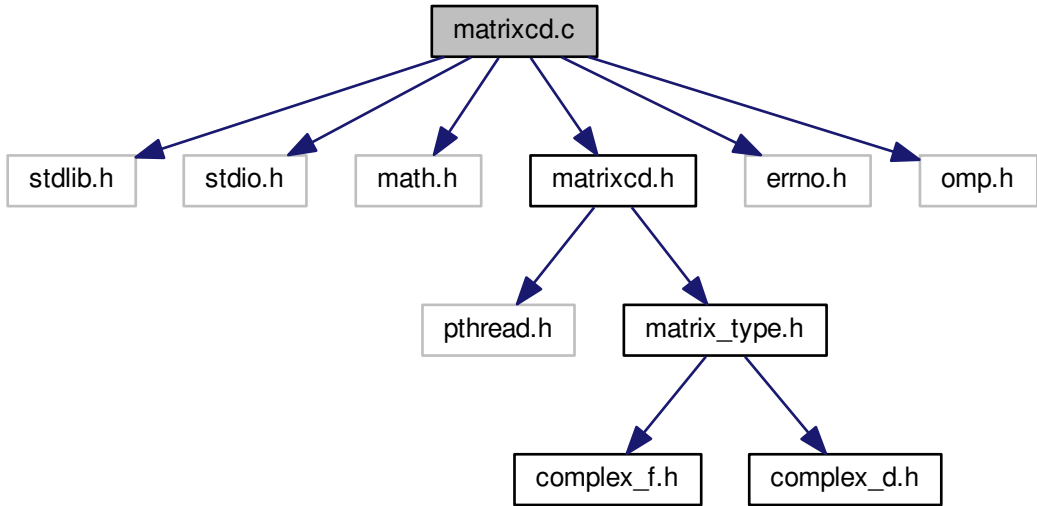 matrixcd.c
stdlib.h
stdio.h
math.h
matrixcd.h
errno.h
omp.h
pthread.h
matrix_type.h
complex_f.h
complex_d.h